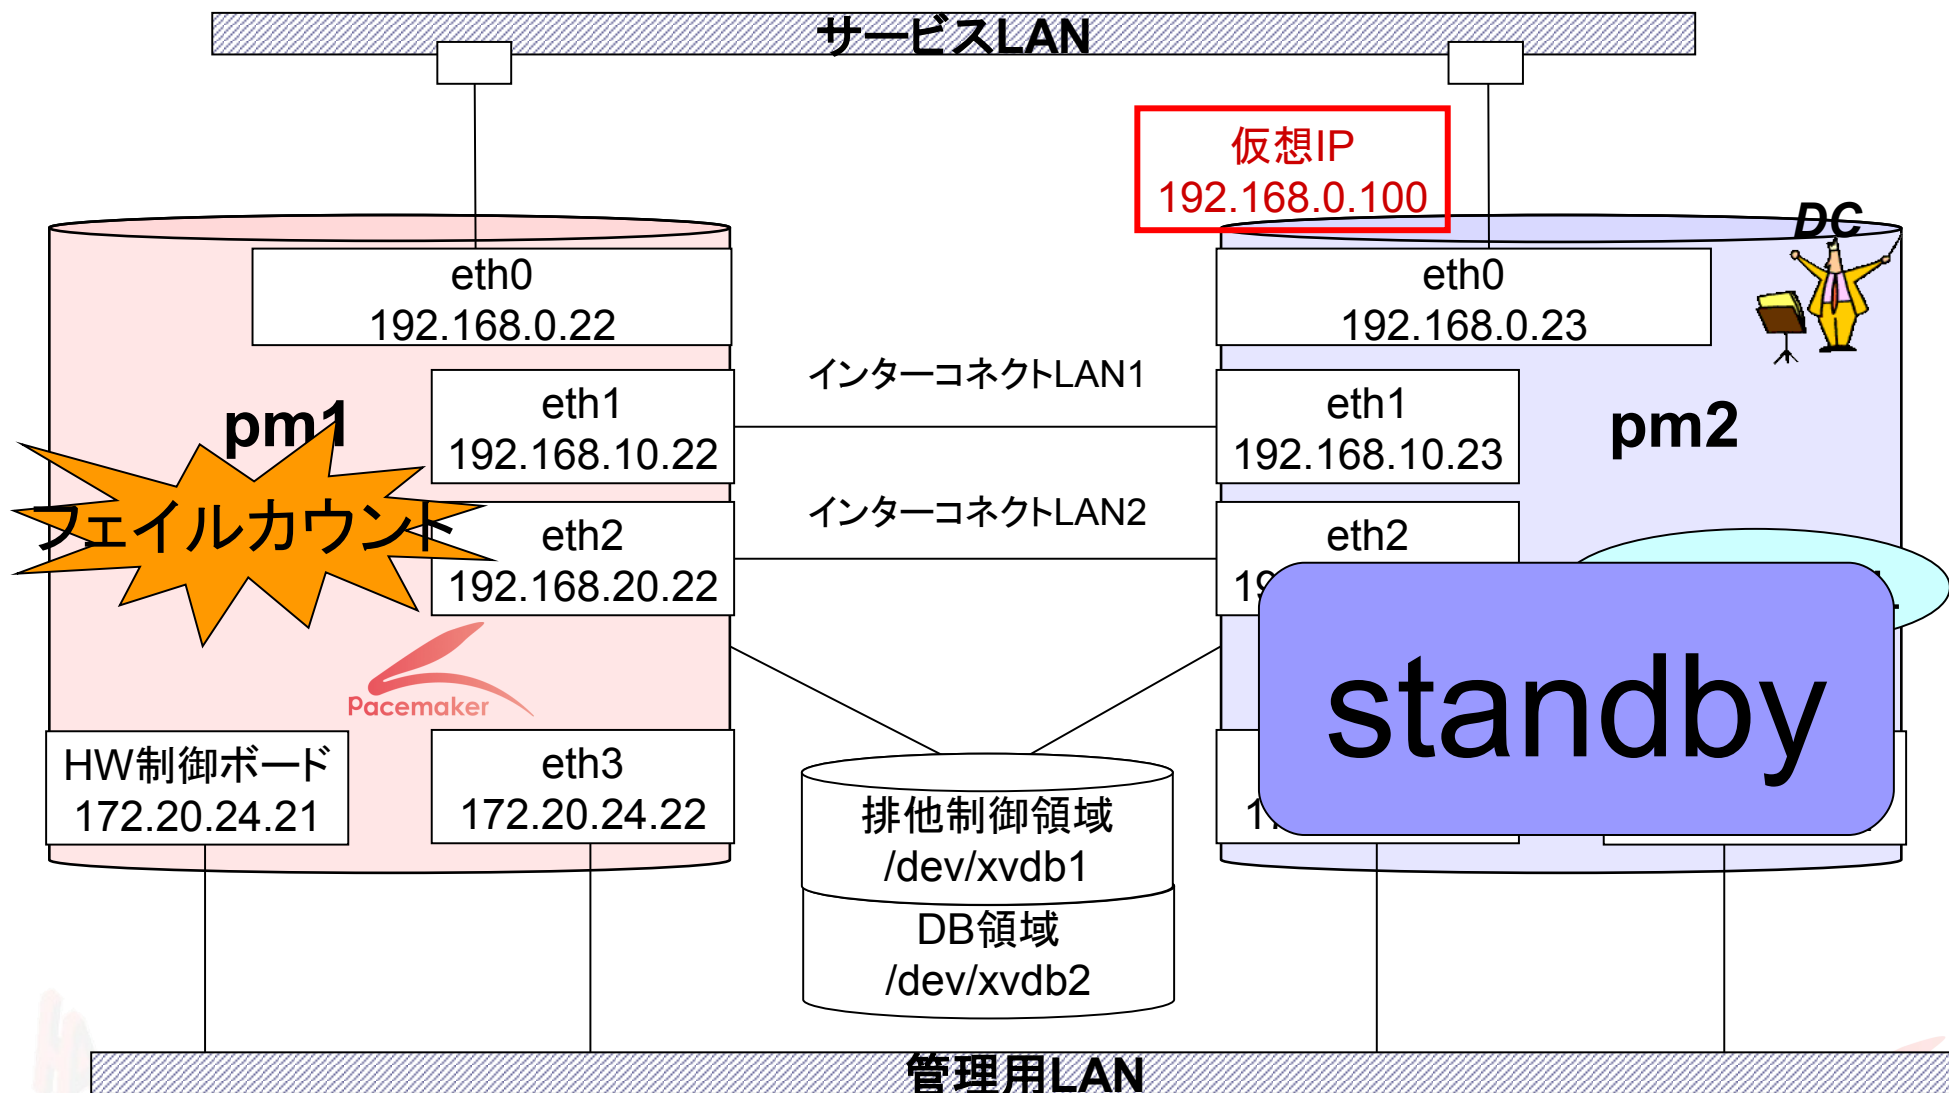 サービスLAN
仮想IP
192.168.0.100
DC
eth0
192.168.0.22
eth0
192.168.0.23
インターコネクトLAN1
pm1
eth1
192.168.10.22
eth1
192.168.10.23
pm2
インターコネクトLAN2
フェイルカウント
eth2
192.168.20.22
eth2
standby
Pacemaker
HW制御ボード
172.20.24.21
eth3
172.20.24.22
排他制御領域
/dev/xvdb1
DB領域
/dev/xvdb2
管理用LAN